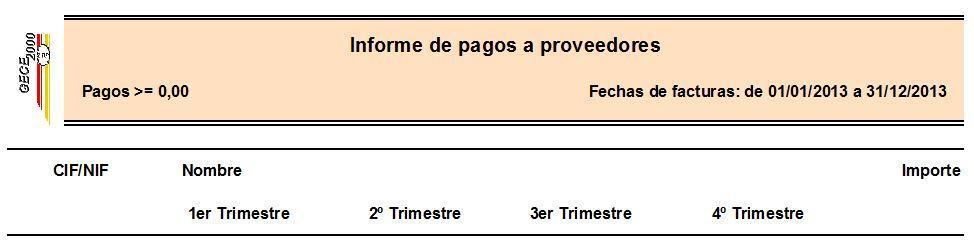 GECE 2000
Informe de pagos a proveedores
Pagos >= 0,00 Fechas de facturas: de 01/01/2013 a 31/12/2013
CIF/NIF Nombre Importe
1er Trimestre 2º Trimestre 3er Trimestre 4º Trimestre